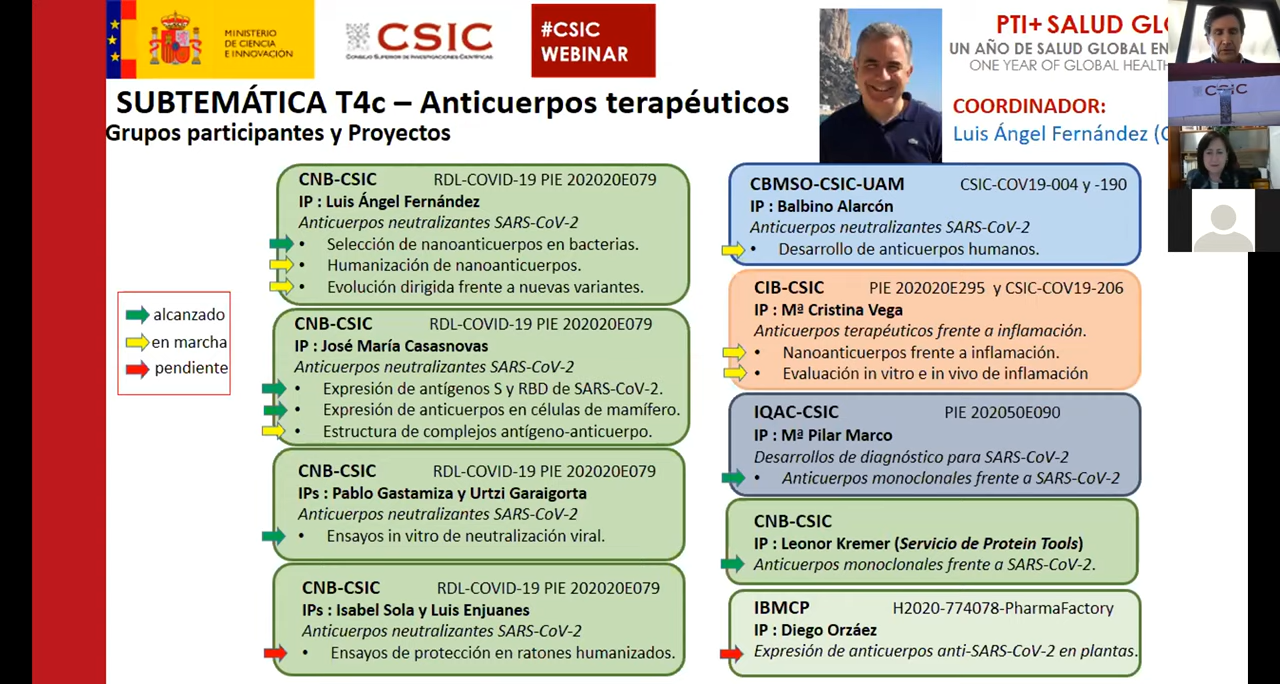 MINISTERIO
DE CIENCIA
E INNOVACIÓN
CSIC
CONSEJO SUPERIOR DE INVESTIGACIONES CIENTÍFICAS
#CSIC
WEBINAR
PTI+ SALUD GLO
UN AÑO DE SALUD GLOBAL EN
ONE YEAR OF GLOBAL HEALTH
COORDINADOR:
Luis Ángel Fernández (C
CSIC
SUBTEMÁTICA T4c – Anticuerpos terapéuticos
Grupos participantes y Proyectos
alcanzado
en marcha
pendiente
CNB-CSIC RDL-COVID-19 PIE 202020E079
IP : Luis Ángel Fernández
Anticuerpos neutralizantes SARS-CoV-2
• Selección de nanoanticuerpos en bacterias.
• Humanización de nanoanticuerpos.
• Evolución dirigida frente a nuevas variantes.
CNB-CSIC RDL-COVID-19 PIE 202020E079
IP : José María Casasnovas
Anticuerpos neutralizantes SARS-CoV-2
• Expresión de antígenos S y RBD de SARS-CoV-2.
• Expresión de anticuerpos en células de mamífero.
• Estructura de complejos antígeno-anticuerpo.
CNB-CSIC RDL-COVID-19 PIE 202020E079
IPs : Pablo Gastamiza y Urtzi Garaigorta
Anticuerpos neutralizantes SARS-CoV-2
• Ensayos in vitro de neutralización viral.
CNB-CSIC RDL-COVID-19 PIE 202020E079
IPs : Isabel Sola y Luis Enjuanes
Anticuerpos neutralizantes SARS-CoV-2
• Ensayos de protección en ratones humanizados.
CBMSO-CSIC-UAM CSIC-COV19-004 y -190
IP : Balbino Alarcón
Anticuerpos neutralizantes SARS-CoV-2
• Desarrollo de anticuerpos humanos.
CIB-CSIC PIE 202020E295 y CSIC-COV19-206
IP : Mª Cristina Vega
Anticuerpos terapéuticos frente a inflamación.
• Nanoanticuerpos frente a inflamación.
• Evaluación in vitro e in vivo de inflamación
IQAC-CSIC PIE 202050E090
IP : Mª Pilar Marco
Desarrollos de diagnóstico para SARS-CoV-2
• Anticuerpos monoclonales frente a SARS-CoV-2
CNB-CSIC
IP : Leonor Kremer (Servicio de Protein Tools)
Anticuerpos monoclonales frente a SARS-CoV-2.
IBMCP H2020-774078-PharmaFactory
IP : Diego Orzáez
Expresión de anticuerpos anti-SARS-CoV-2 en plantas.